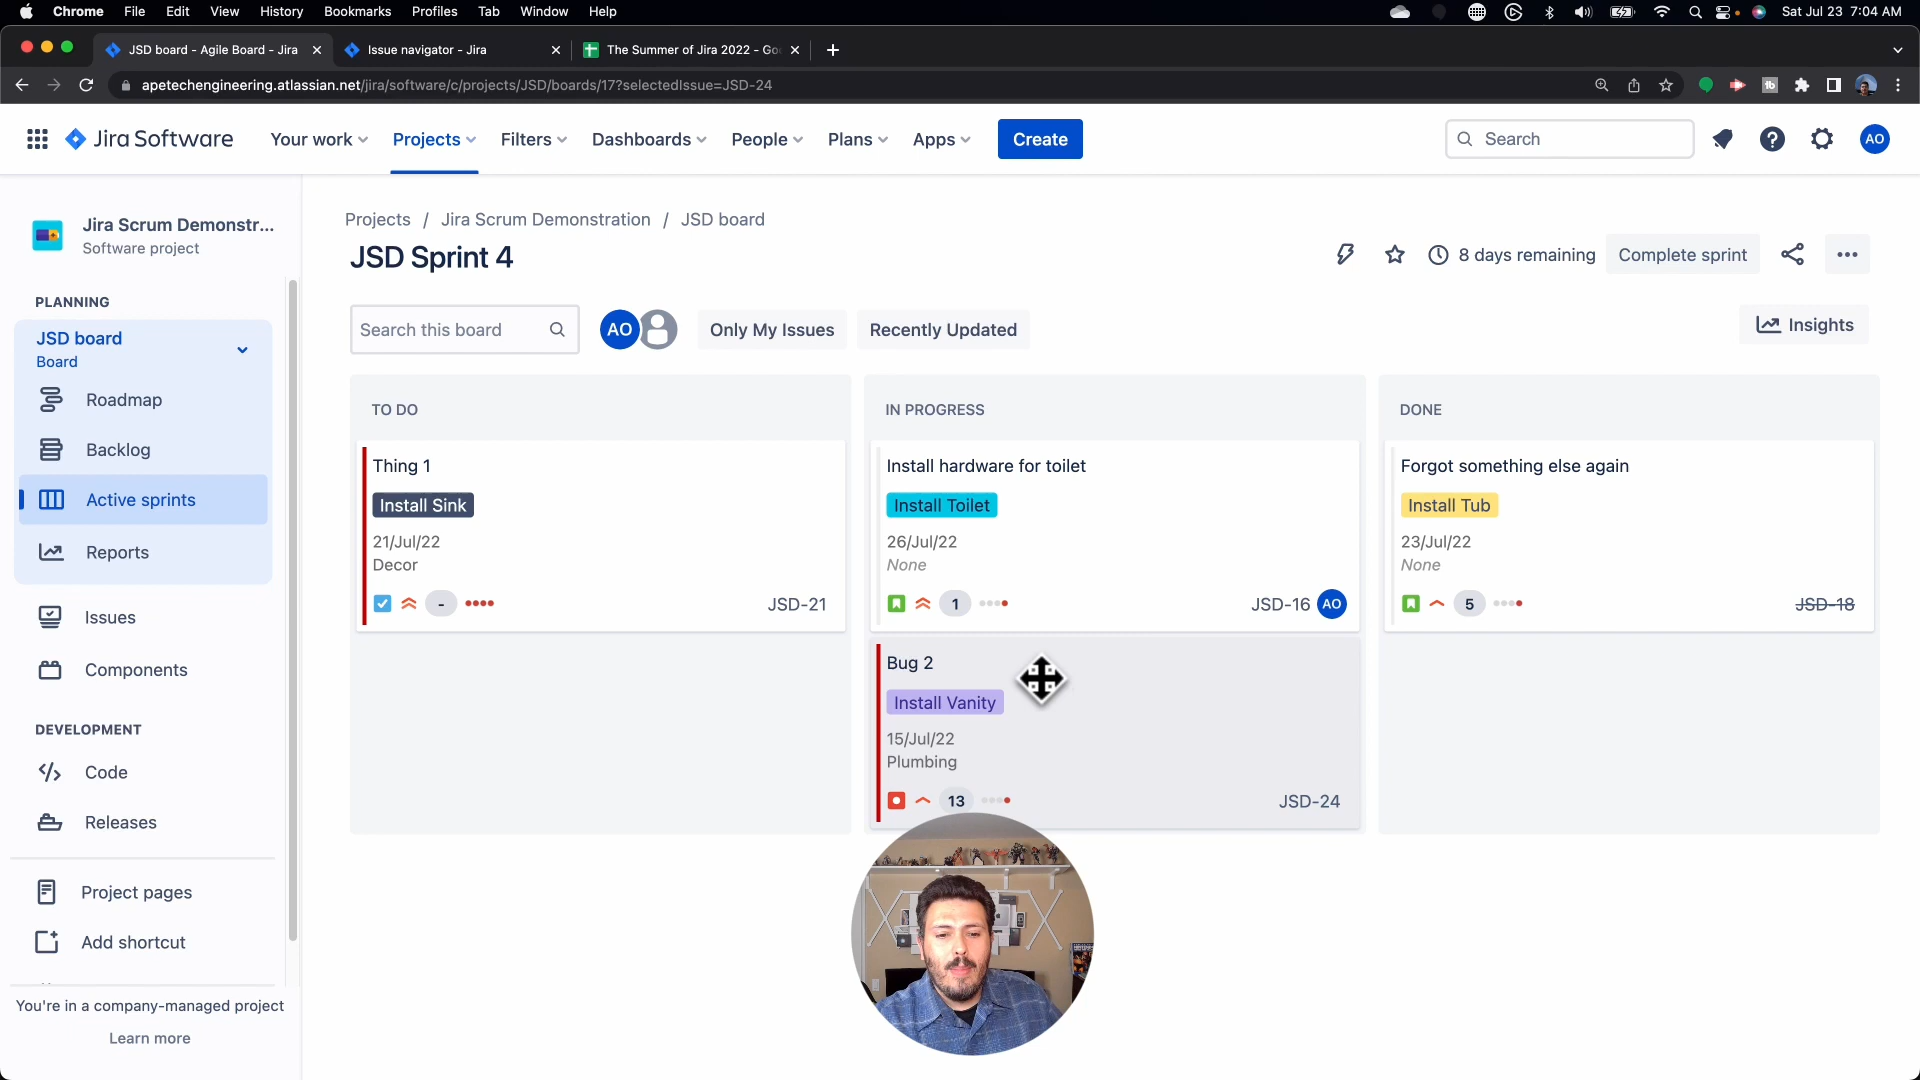 Chrome File Edit View History Bookmarks Profiles Tab Window Help
Sat Jul 23 7:04 AM
JSD board - Agile Board - Jira
Issue navigator - Jira
The Summer of Jira 2022 - Go
apetechengineering.atlassian.net/jira/software/c/projects/JSD/boards/17?selectedIssue=JSD-24
Jira Software
Your work
Projects
Filters
Dashboards
People
Plans
Apps
Create
Search
AO
Jira Scrum Demonstr...
Software project
PLANNING
JSD board
Board
Roadmap
Backlog
Active sprints
Reports
Issues
Components
DEVELOPMENT
Code
Releases
Project pages
Add shortcut
You're in a company-managed project
Learn more
Projects / Jira Scrum Demonstration / JSD board
JSD Sprint 4
8 days remaining
Complete sprint
Search this board
AO
Only My Issues
Recently Updated
Insights
TO DO
Thing 1
Install Sink
21/Jul/22
Decor
-
JSD-21
IN PROGRESS
Install hardware for toilet
Install Toilet
26/Jul/22
None
1
JSD-16
AO
Bug 2
Install Vanity
15/Jul/22
Plumbing
13
JSD-24
DONE
Forgot something else again
Install Tub
23/Jul/22
None
5
JSD-18